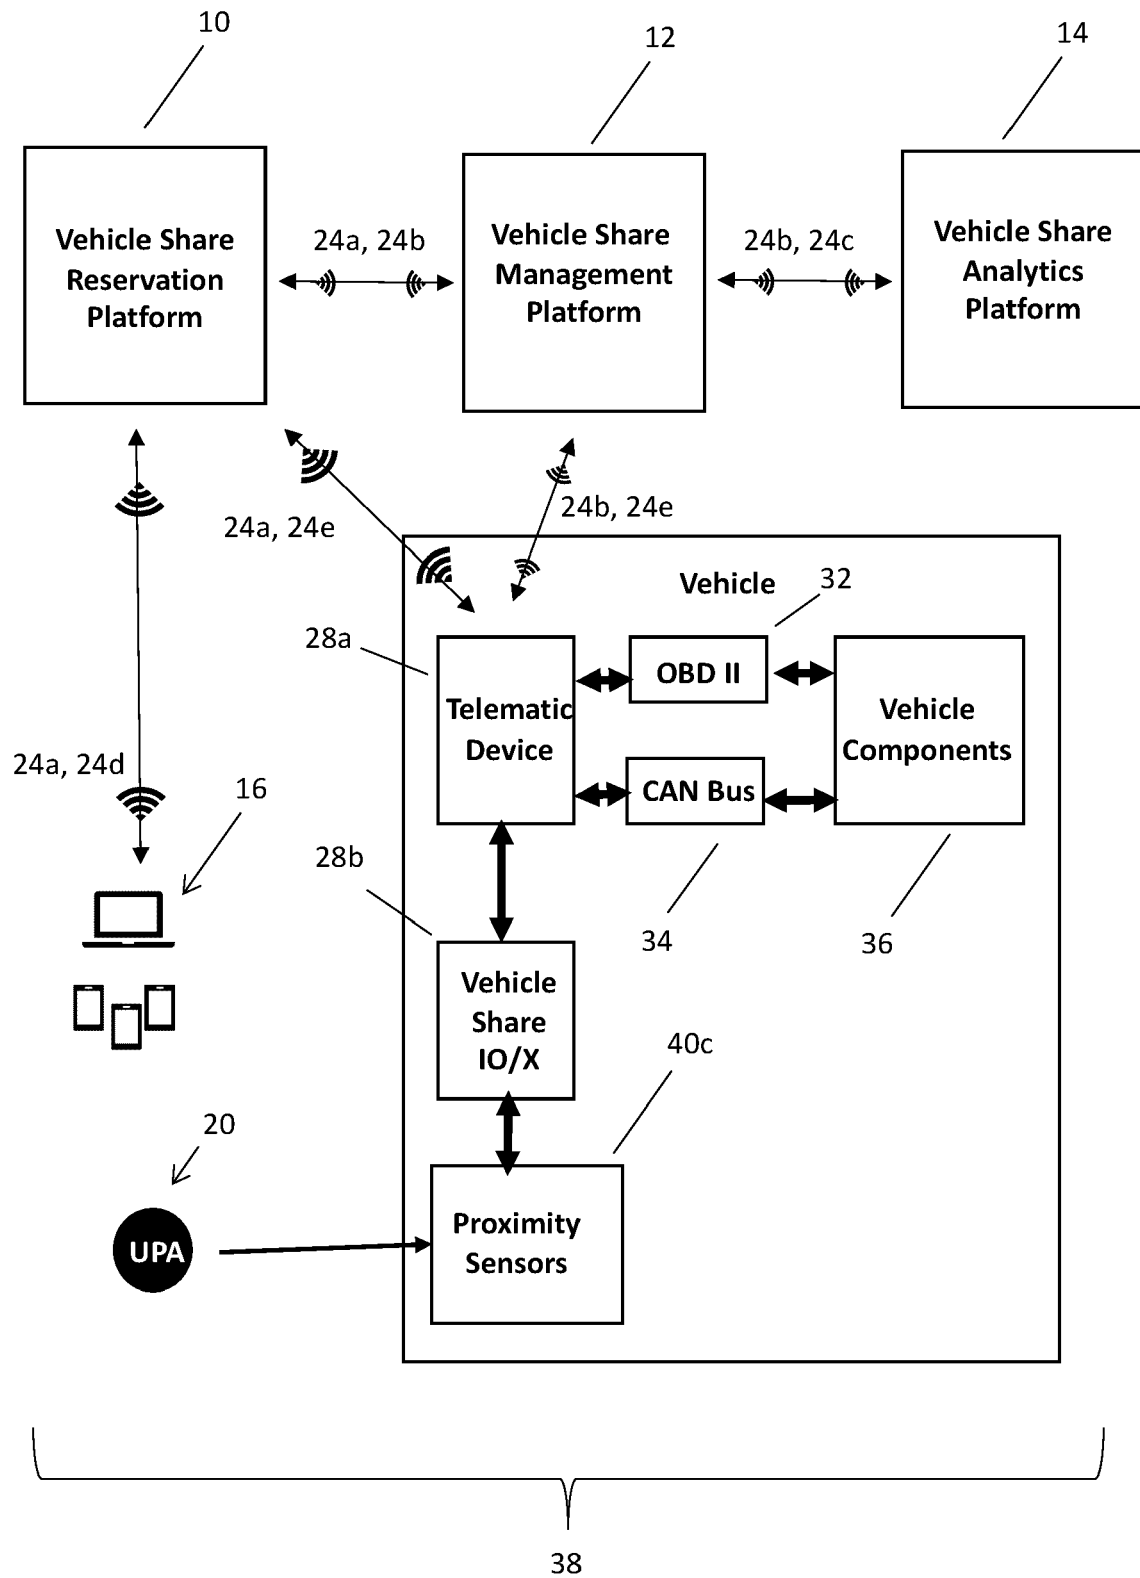 10
12
14
Vehicle Share
Reservation
Platform
24a, 24b
Vehicle Share
Management
Platform
24b, 24c
Vehicle Share
Analytics
Platform
24a, 24e
24b, 24e
Vehicle
32
28a
Telematic
Device
OBD II
Vehicle
Components
CAN Bus
24a, 24d
16
28b
34
36
Vehicle
Share
IO/X
40c
20
UPA
Proximity
Sensors
38